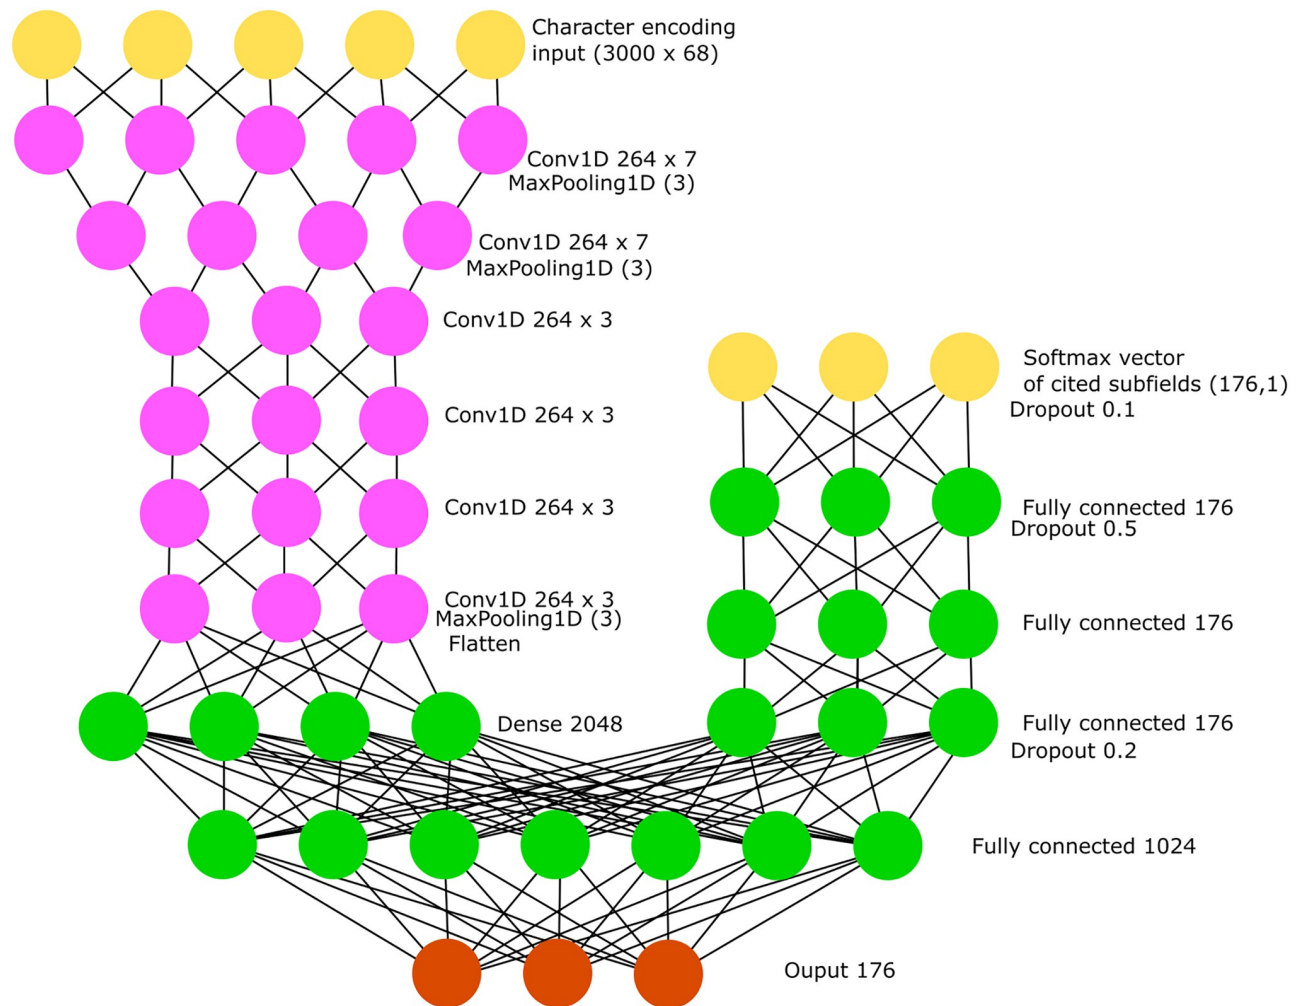 Character encoding
input (3000 x 68)
Conv1D 264 x 7
MaxPooling1D (3)
Conv1D 264 x 7
MaxPooling1D (3)
Conv1D 264 x 3
Softmax vector
of cited subfields (176,1)
Dropout 0.1
Conv1D 264 x 3
Conv1D 264 x 3
Fully connected 176
Dropout 0.5
Conv1D 264 x 3
MaxPooling1D (3)
Flatten
Fully connected 176
Dense 2048
Fully connected 176
Dropout 0.2
Fully connected 1024
Ouput 176